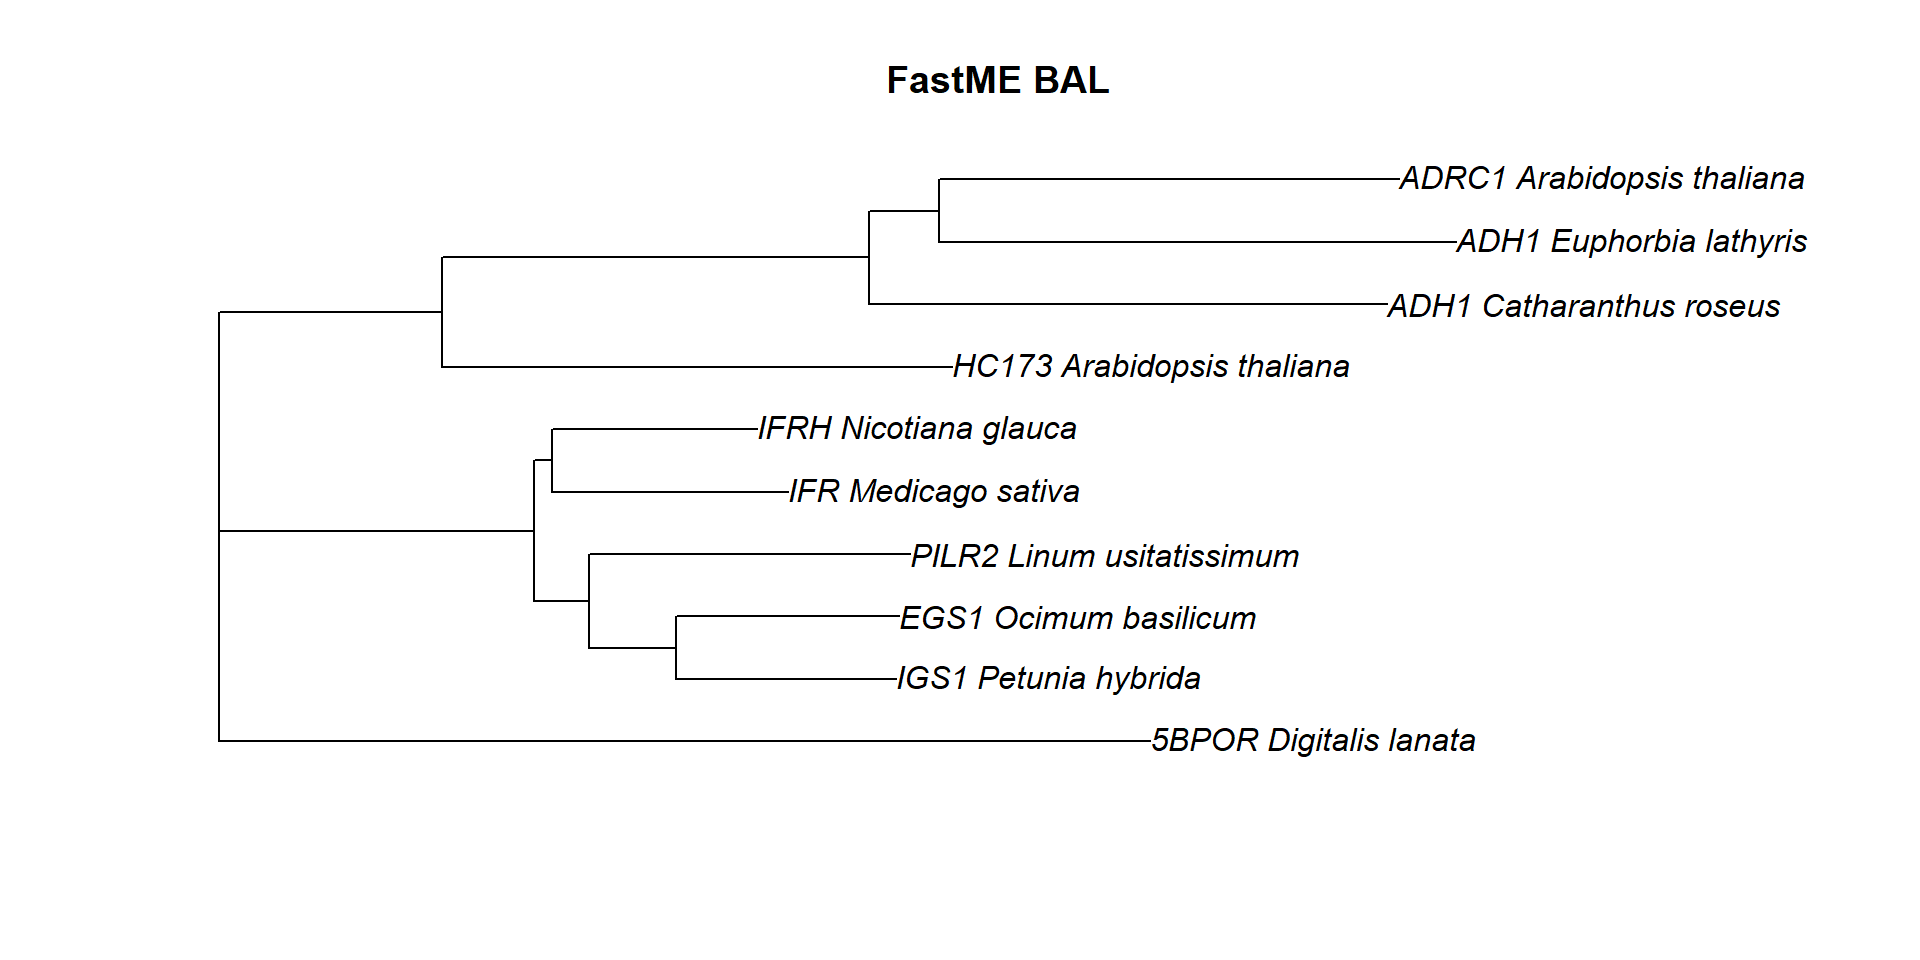 FastME BAL
ADRC1 Arabidopsis thaliana
ADH1 Euphorbia lathyris
ADH1 Catharanthus roseus
HC173 Arabidopsis thaliana
IFRH Nicotiana glauca
IFR Medicago sativa
PILR2 Linum usitatissimum
EGS1 Ocimum basilicum
IGS1 Petunia hybrida
5BPOR Digitalis lanata